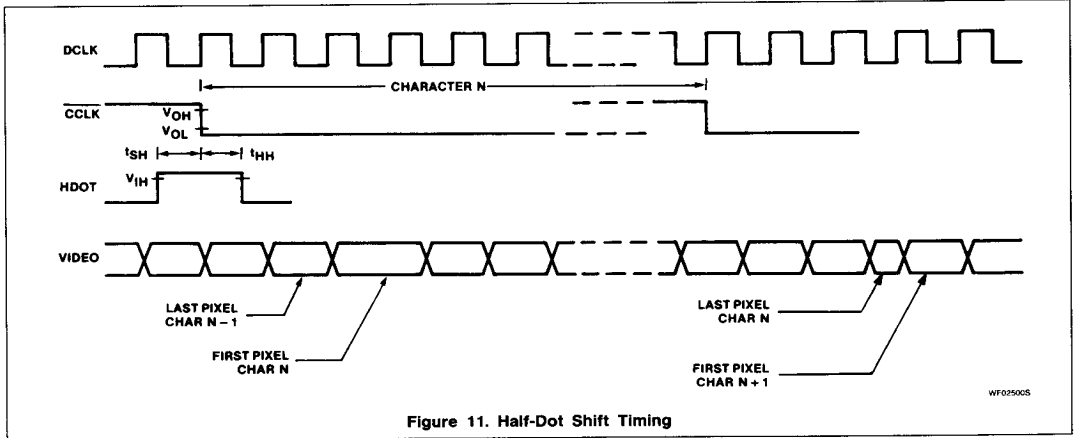 DCLK
CHARACTER N
CCLK
VOH
VOL
tSH
tHH
HDOT
VIH
VIDEO
LAST PIXEL
CHAR N – 1
FIRST PIXEL
CHAR N
LAST PIXEL
CHAR N
FIRST PIXEL
CHAR N + 1
WF02500S
Figure 11. Half-Dot Shift Timing